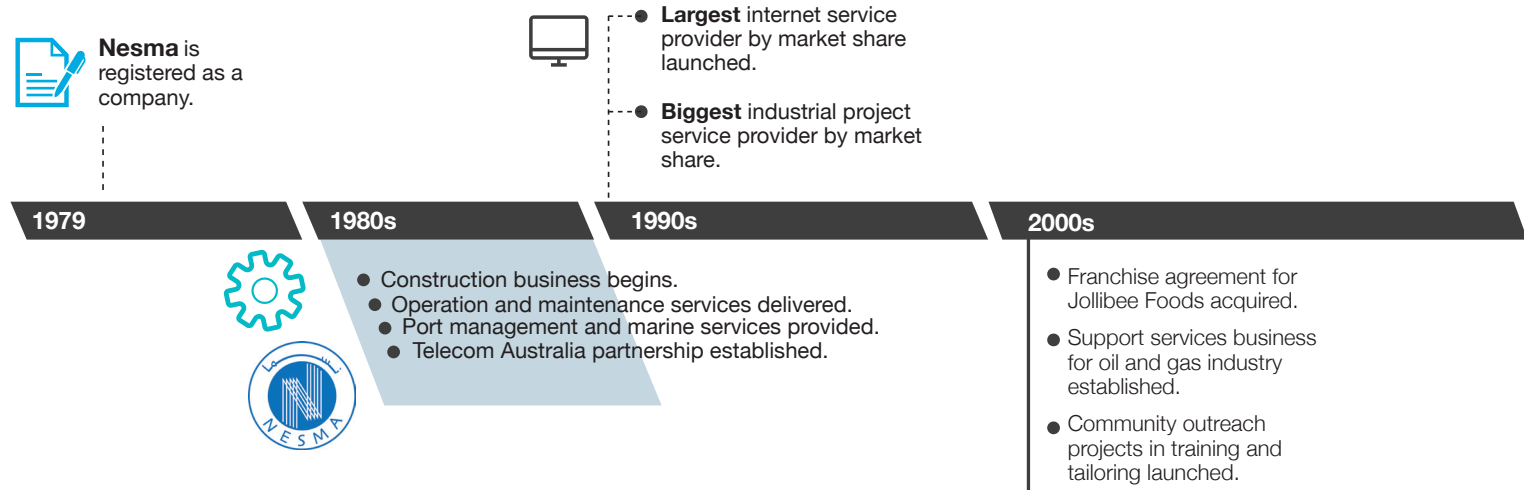 Nesma is
registered as a
company.
Largest internet service
provider by market share
launched.
Biggest industrial project
service provider by market
share.
1979
1980s
1990s
2000s
Construction business begins.
Operation and maintenance services delivered.
Port management and marine services provided.
Telecom Australia partnership established.
نسما
NESMA
Franchise agreement for
Jollibee Foods acquired.
Support services business
for oil and gas industry
established.
Community outreach
projects in training and
tailoring launched.